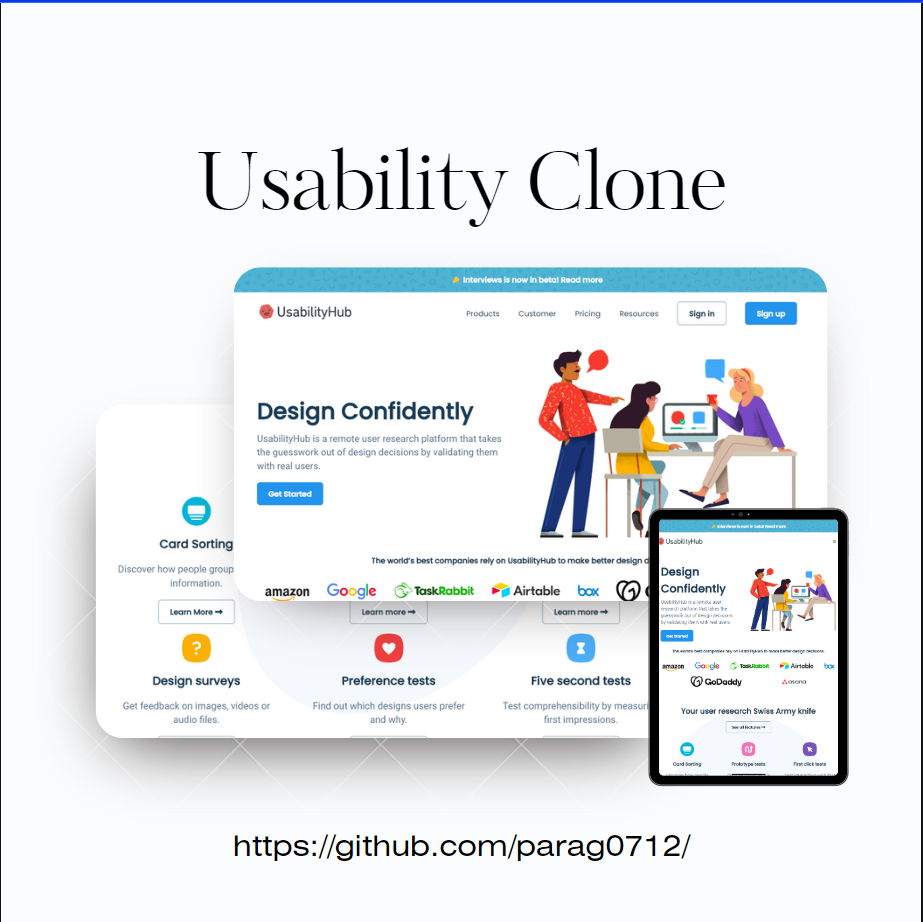 Usability Clone
Interviews is now in beta! Read more
UsabilityHub
Products Customer Pricing Resources Sign in Sign up
Design Confidently
UsabilityHub is a remote user research platform that takes
the guesswork out of design decisions by validating them
with real users.
Get Started
The world's best companies rely on UsabilityHub to make better design d
amazon Google TaskRabbit Airtable box
Card Sorting
Discover how people group
information.
Learn More → Learn more → Learn more →
Design surveys Preference tests Five second tests
Get feedback on images, videos or Find out which designs users prefer Test comprehensibility by measuri
audio files. and why. first impressions.
Interviews is now in beta! Read more
UsabilityHub
Design
Confidently
UsabilityHub is a remote user
research platform that takes the
guesswork out of design decisions
by validating them with real users.
Get Started
The world's best companies rely on UsabilityHub to make better design decisions.
amazon Google TaskRabbit Airtable box
GoDaddy asana
Your user research Swiss Army knife
See all features →
Card Sorting Prototype tests First click tests
https://github.com/parag0712/